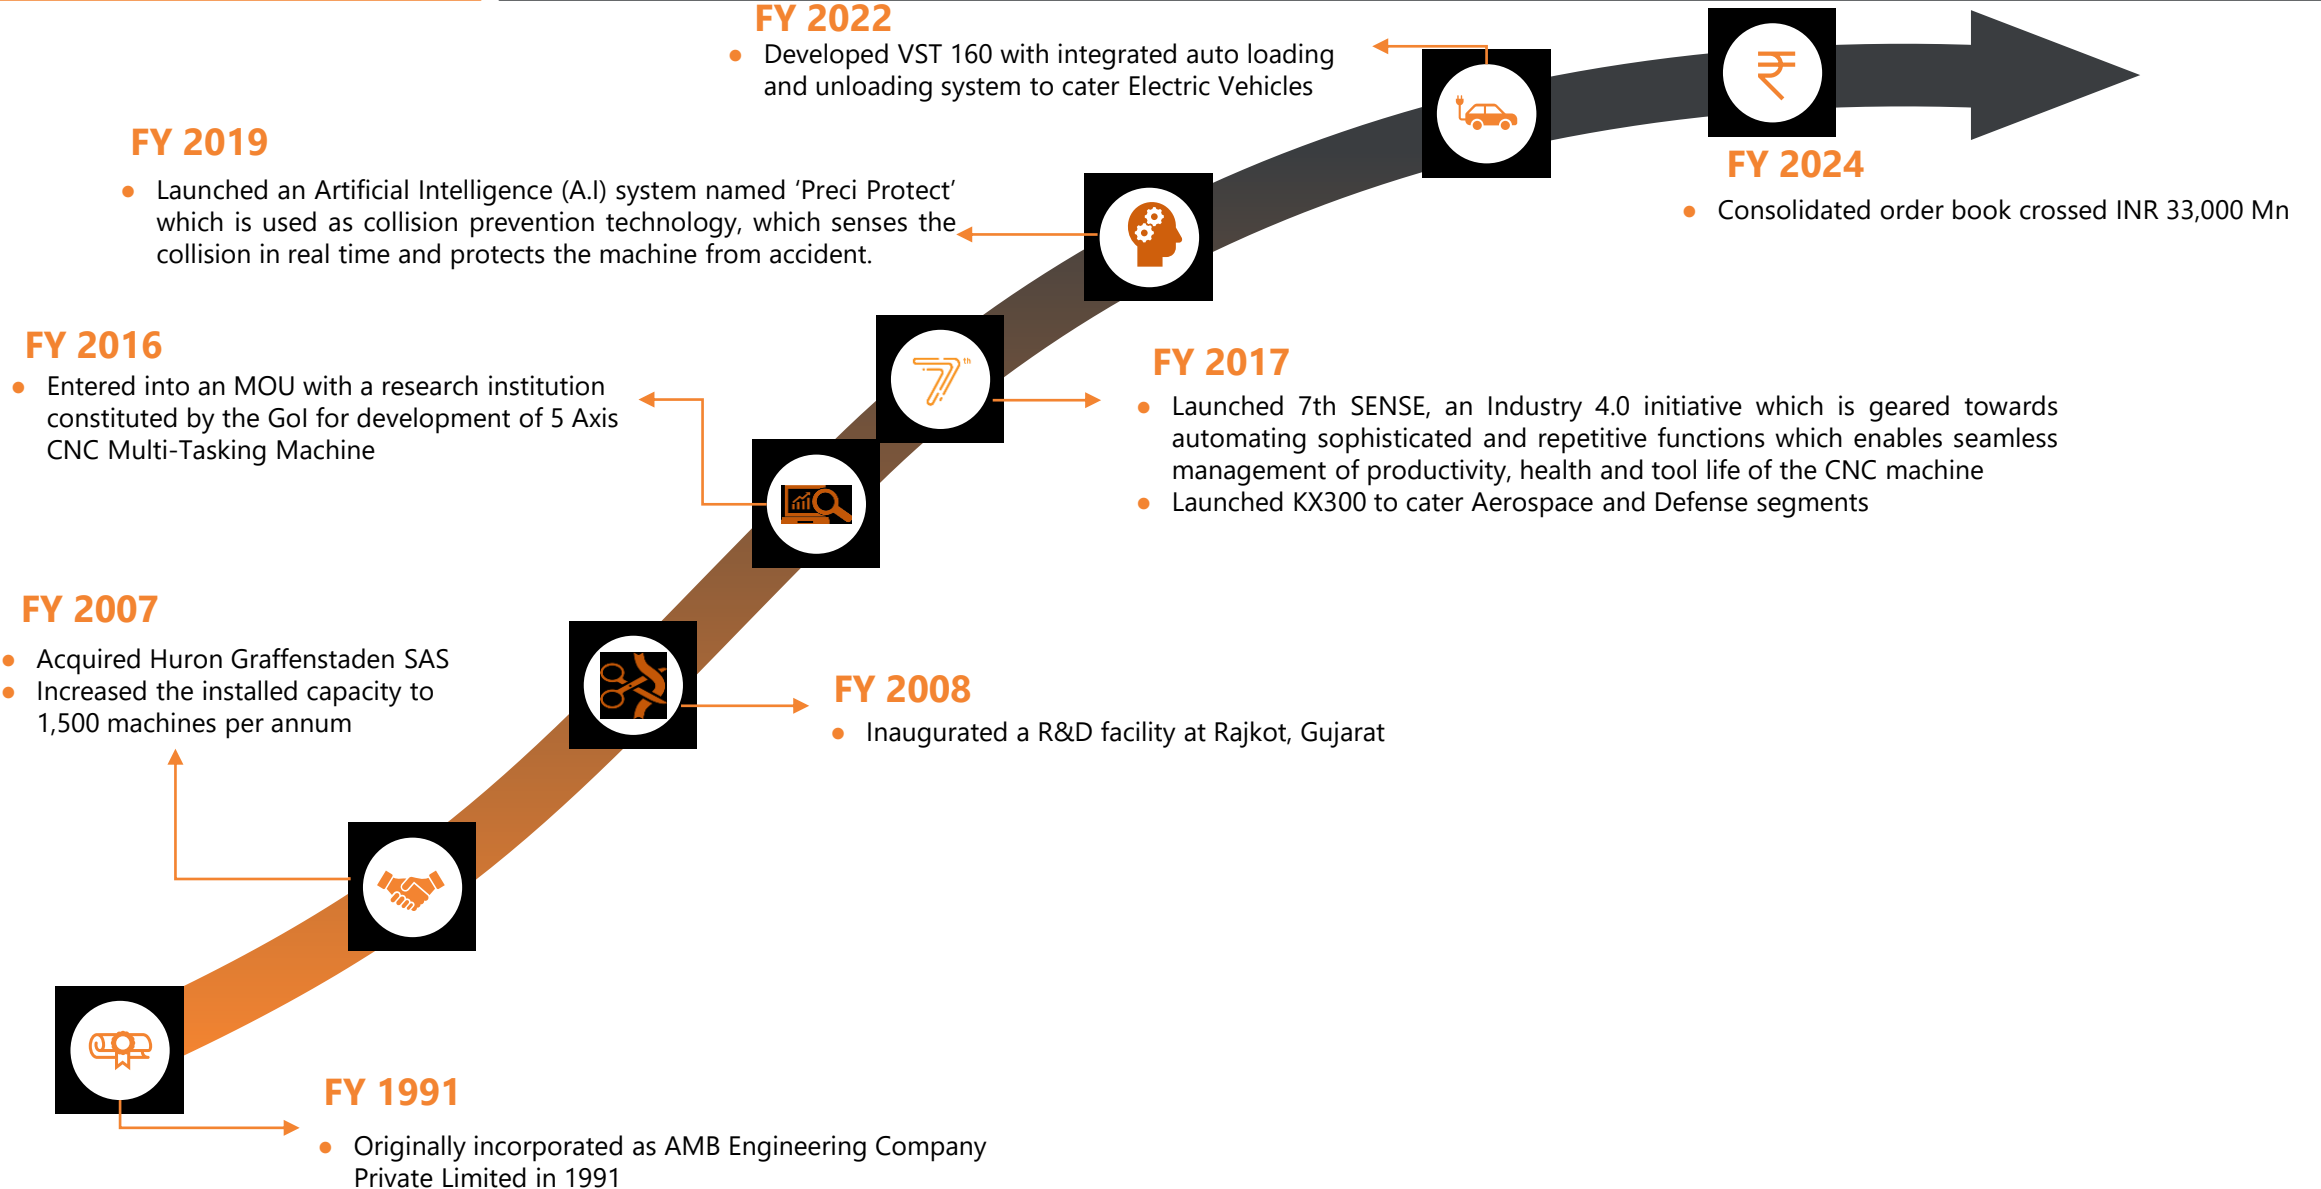 FY 2022
● Developed VST 160 with integrated auto loading
and unloading system to cater Electric Vehicles
₹
FY 2019
● Launched an Artificial Intelligence (A.I) system named ‘Preci Protect’
which is used as collision prevention technology, which senses the
collision in real time and protects the machine from accident.
FY 2024
● Consolidated order book crossed INR 33,000 Mn
FY 2016
● Entered into an MOU with a research institution
constituted by the GoI for development of 5 Axis
CNC Multi-Tasking Machine
7th
FY 2017
● Launched 7th SENSE, an Industry 4.0 initiative which is geared towards
automating sophisticated and repetitive functions which enables seamless
management of productivity, health and tool life of the CNC machine
● Launched KX300 to cater Aerospace and Defense segments
FY 2007
● Acquired Huron Graffenstaden SAS
● Increased the installed capacity to
1,500 machines per annum
FY 2008
● Inaugurated a R&D facility at Rajkot, Gujarat
FY 1991
● Originally incorporated as AMB Engineering Company
Private Limited in 1991